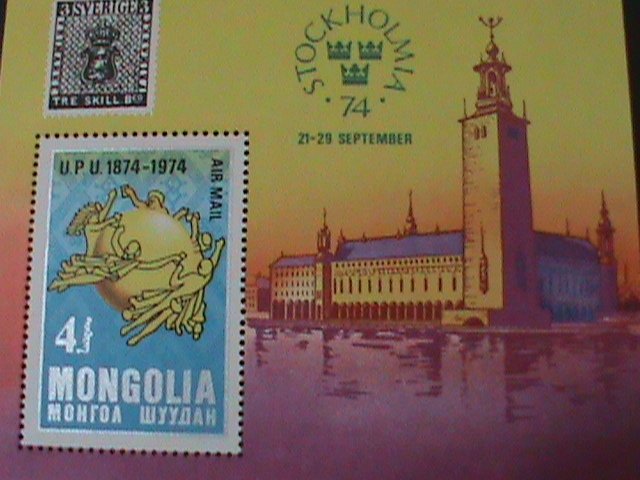 3 SVERIGE 3
TRE SKILL Bco
STOCKHOLMIA
· 74 ·
21-29 SEPTEMBER
U.P.U. 1874-1974
AIR MAIL
4
MONGOLIA
МОНГОЛ ШУУДАН